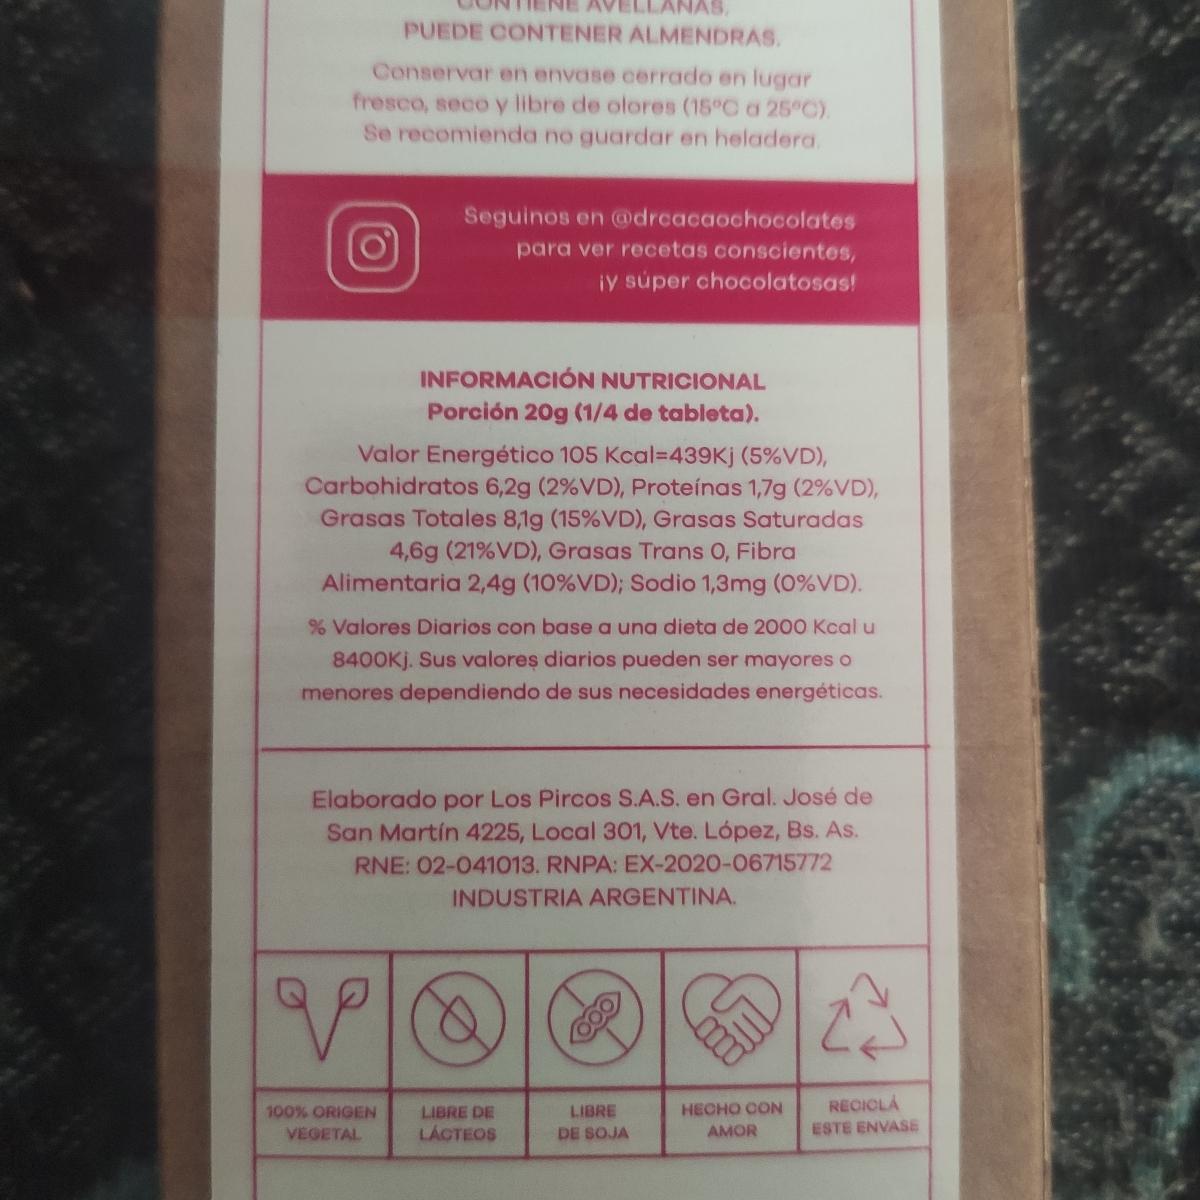 CONTIENE AVELLANAS.
PUEDE CONTENER ALMENDRAS.
Conservar en envase cerrado en lugar
fresco, seco y libre de olores (15°C a 25°C).
Se recomienda no guardar en heladera.
Seguinos en @drcacaochocolates
para ver recetas conscientes,
¡y súper chocolatosas!
INFORMACIÓN NUTRICIONAL
Porción 20g (1/4 de tableta).
Valor Energético 105 Kcal=439Kj (5%VD),
Carbohidratos 6,2g (2%VD), Proteínas 1,7g (2%VD),
Grasas Totales 8,1g (15%VD), Grasas Saturadas
4,6g (21%VD), Grasas Trans 0, Fibra
Alimentaria 2,4g (10%VD); Sodio 1,3mg (0%VD).
% Valores Diarios con base a una dieta de 2000 Kcal u
8400Kj. Sus valores diarios pueden ser mayores o
menores dependiendo de sus necesidades energéticas.
Elaborado por Los Pircos S.A.S. en Gral. José de
San Martín 4225, Local 301, Vte. López, Bs. As.
RNE: 02-041013. RNPA: EX-2020-06715772
INDUSTRIA ARGENTINA.
100% ORIGEN
VEGETAL
LIBRE DE
LÁCTEOS
LIBRE
DE SOJA
HECHO CON
AMOR
RECICLÁ
ESTE ENVASE